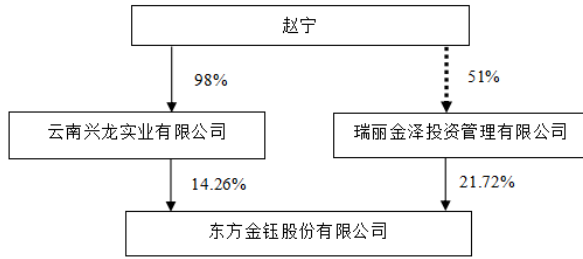 赵宁
98%
51%
云南兴龙实业有限公司
瑞丽金泽投资管理有限公司
14.26%
21.72%
东方金钰股份有限公司